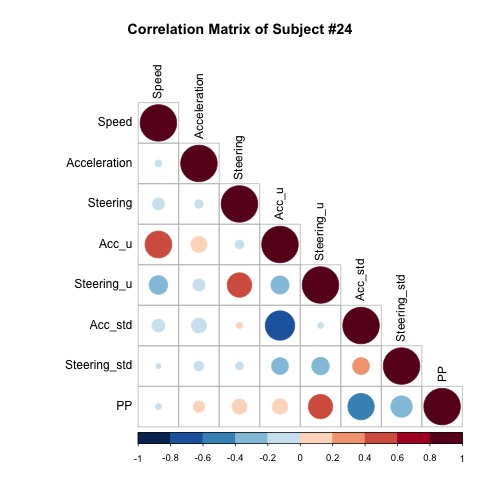 Correlation Matrix of Subject #24
Speed
Acceleration
Steering
Acc_u
Steering_u
Acc_std
Steering_std
PP
Speed
Acceleration
Steering
Acc_u
Steering_u
Acc_std
Steering_std
PP
-1 -0.8 -0.6 -0.4 -0.2 0 0.2 0.4 0.6 0.8 1